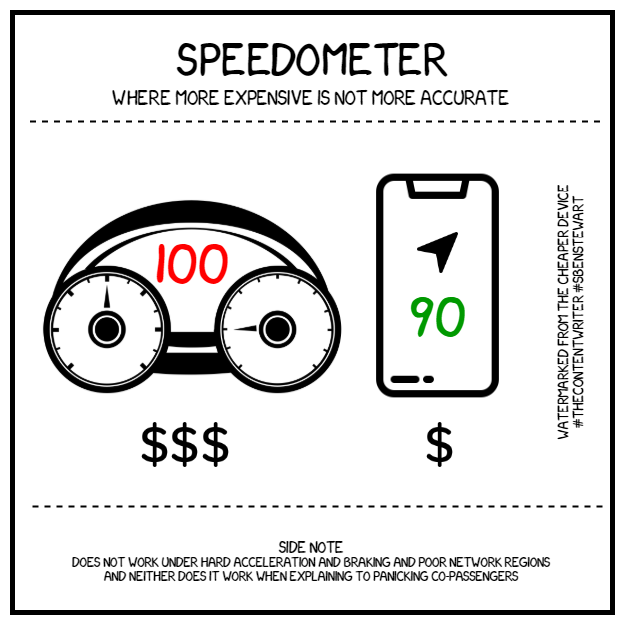 SPEEDOMETER
WHERE MORE EXPENSIVE IS NOT MORE ACCURATE
100
90
$$$
$
WATERMARKED FROM THE CHEAPER DEVICE
#THECONTENTWRITER #SBENSTEWART
SIDE NOTE
DOES NOT WORK UNDER HARD ACCELERATION AND BRAKING AND POOR NETWORK REGIONS
AND NEITHER DOES IT WORK WHEN EXPLAINING TO PANICKING CO-PASSENGERS